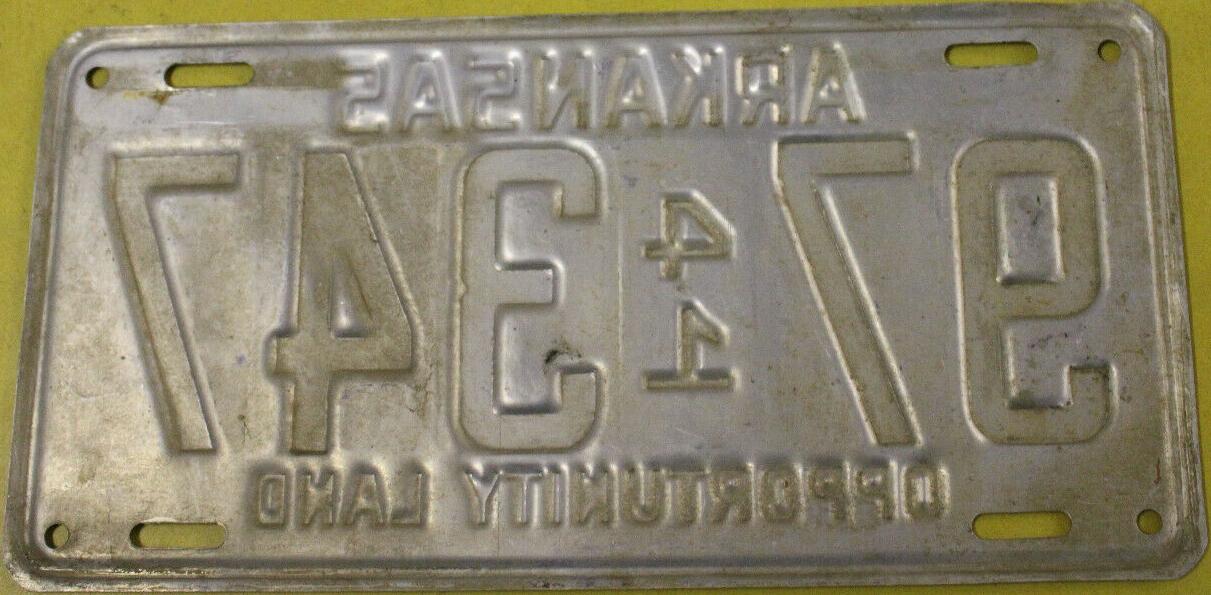 ARKANSAS
97 41 347
OPPORTUNITY LAND